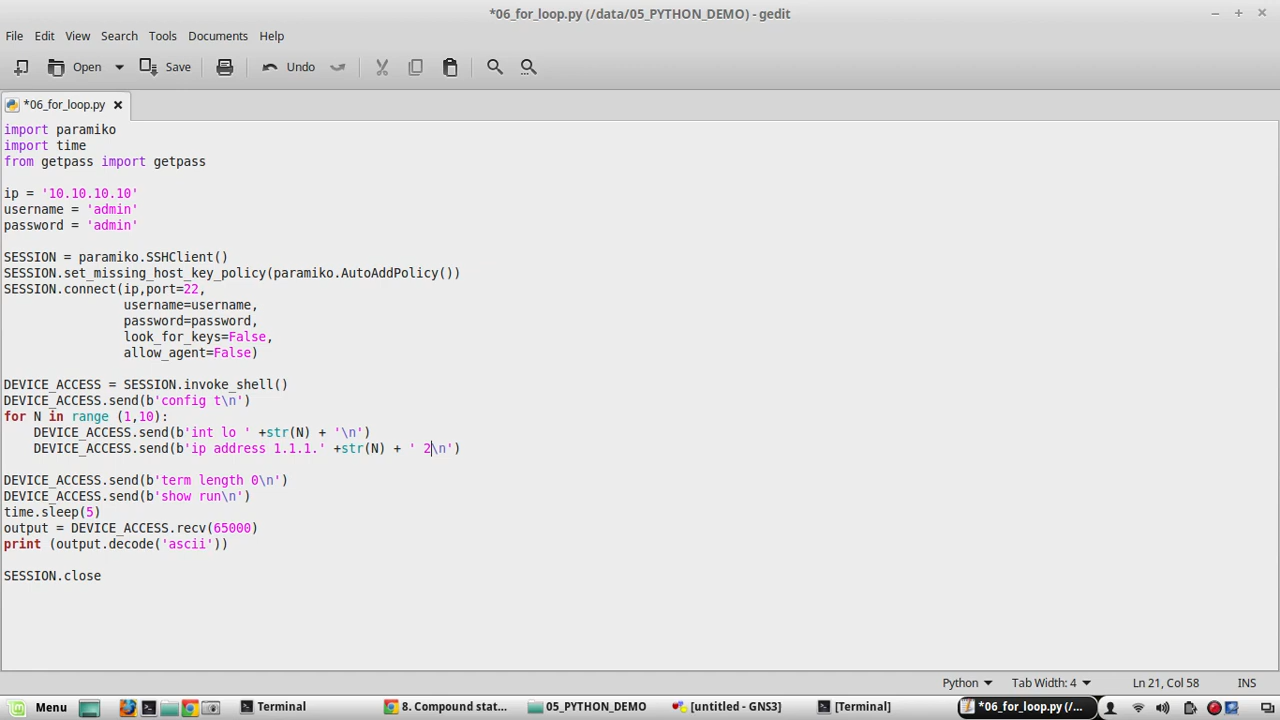 *06_for_loop.py (/data/05_PYTHON_DEMO) - gedit
File Edit View Search Tools Documents Help
Open Save Undo
*06_for_loop.py
import paramiko
import time
from getpass import getpass
ip = '10.10.10.10'
username = 'admin'
password = 'admin'
SESSION = paramiko.SSHClient()
SESSION.set_missing_host_key_policy(paramiko.AutoAddPolicy())
SESSION.connect(ip,port=22,
username=username,
password=password,
look_for_keys=False,
allow_agent=False)
DEVICE_ACCESS = SESSION.invoke_shell()
DEVICE_ACCESS.send(b'config t\n')
for N in range (1,10):
DEVICE_ACCESS.send(b'int lo ' +str(N) + '\n')
DEVICE_ACCESS.send(b'ip address 1.1.1.' +str(N) + ' 2\n')
DEVICE_ACCESS.send(b'term length 0\n')
DEVICE_ACCESS.send(b'show run\n')
time.sleep(5)
output = DEVICE_ACCESS.recv(65000)
print (output.decode('ascii'))
SESSION.close
Python Tab Width: 4 Ln 21, Col 58 INS
Menu Terminal 8. Compound stat... 05_PYTHON_DEMO [untitled - GNS3] [Terminal] *06_for_loop.py (/...